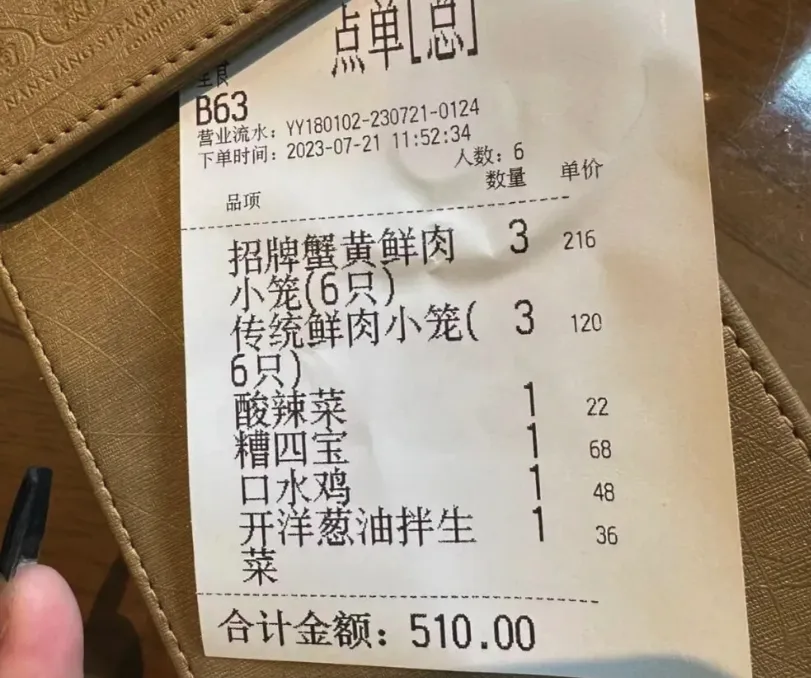 点单[总]
B63
营业流水：YY180102-230721-0124
下单时间：2023-07-21 11:52:34
人数：6
品项 数量 单价
招牌蟹黄鲜肉 3 216
小笼(6只)
传统鲜肉小笼( 3 120
6只)
酸辣菜 1 22
糟四宝 1 68
口水鸡 1 48
开洋葱油拌生 1 36
菜
合计金额：510.00